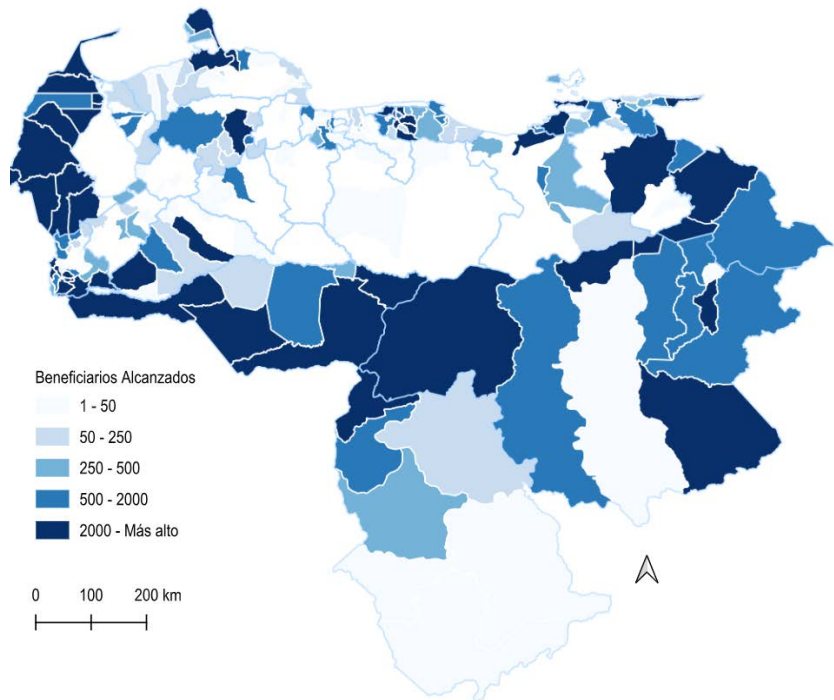 Beneficiarios Alcanzados
1 - 50
50 - 250
250 - 500
500 - 2000
2000 - Más alto
0 100 200 km